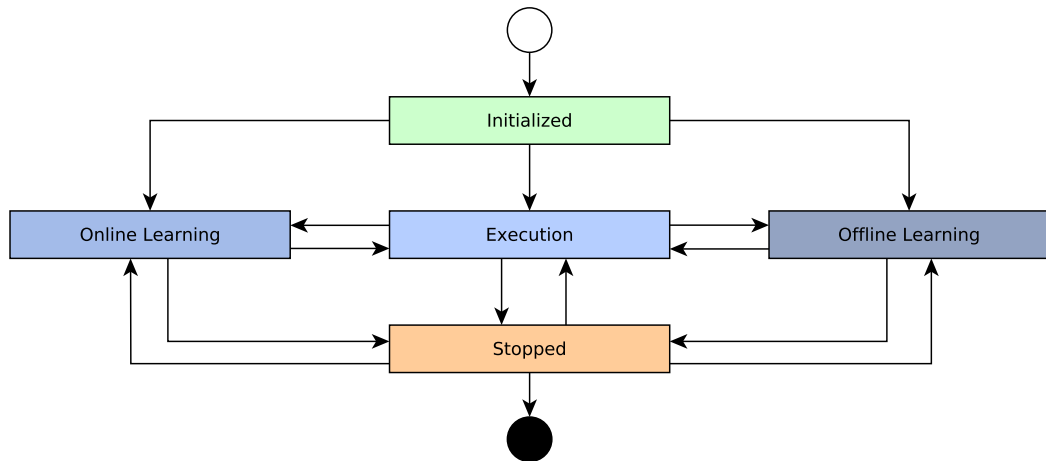 Initialized
Online Learning
Execution
Offline Learning
Stopped